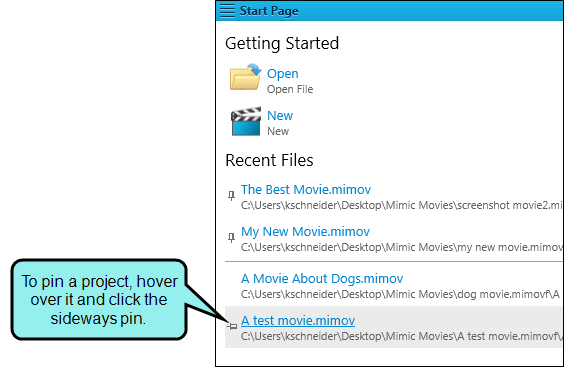 Start Page
Getting Started
Open
Open File
New
New
Recent Files
The Best Movie.mimov
C:\Users\kschneider\Desktop\Mimic Movies\screenshot movie2.mi
My New Movie.mimov
C:\Users\kschneider\Desktop\Mimic Movies\my new movie.mimov
A Movie About Dogs.mimov
C:\Users\kschneider\Desktop\Mimic Movies\dog movie.mimovf\A
To pin a project, hover
over it and click the
sideways pin.
A test movie.mimov
C:\Users\kschneider\Desktop\Mimic Movies\A test movie.mimovf\